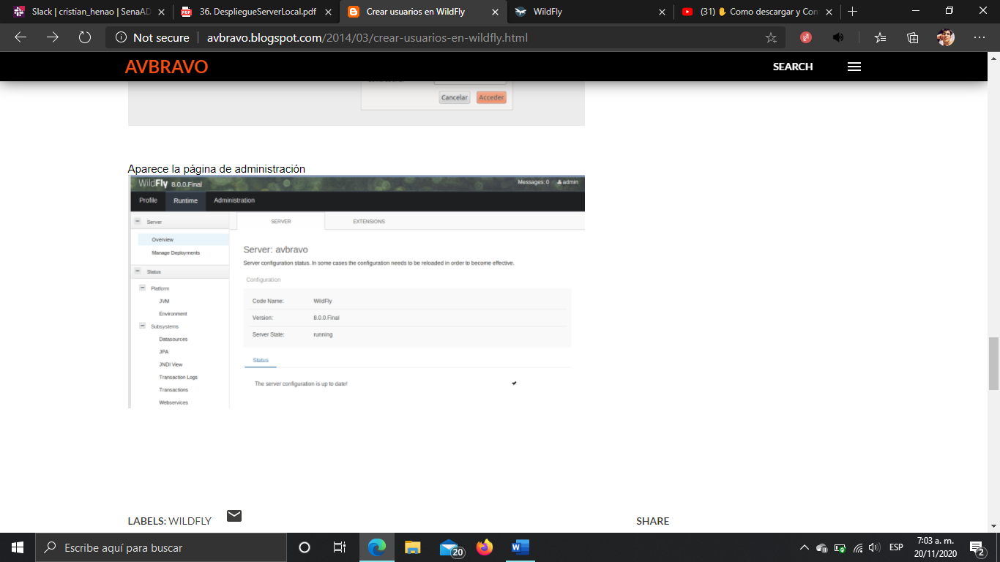 Slack | cristian_henao | SenaAD
36. DespliegueServerLocal.pdf
Crear usuarios en WildFly
WildFly
(31) ✋ Como descargar y Con
Not secure | avbravo.blogspot.com/2014/03/crear-usuarios-en-wildfly.html
AVBRAVO
SEARCH
Cancelar Acceder
Aparece la página de administración
WildFly 8.0.0.Final
Messages: 0 admin
Profile Runtime Administration
Server
Overview
Manage Deployments
Status
Platform
JVM
Environment
Subsystems
Datasources
JPA
JNDI View
Transaction Logs
Transactions
Webservices
SERVER EXTENSIONS
Server: avbravo
Server configuration status. In some cases the configuration needs to be reloaded in order to become effective.
Configuration
Code Name: WildFly
Version: 8.0.0.Final
Server State: running
Status
The server configuration is up to date!
LABELS: WILDFLY
SHARE
Escribe aquí para buscar
20
ESP
7:03 a. m.
20/11/2020
2